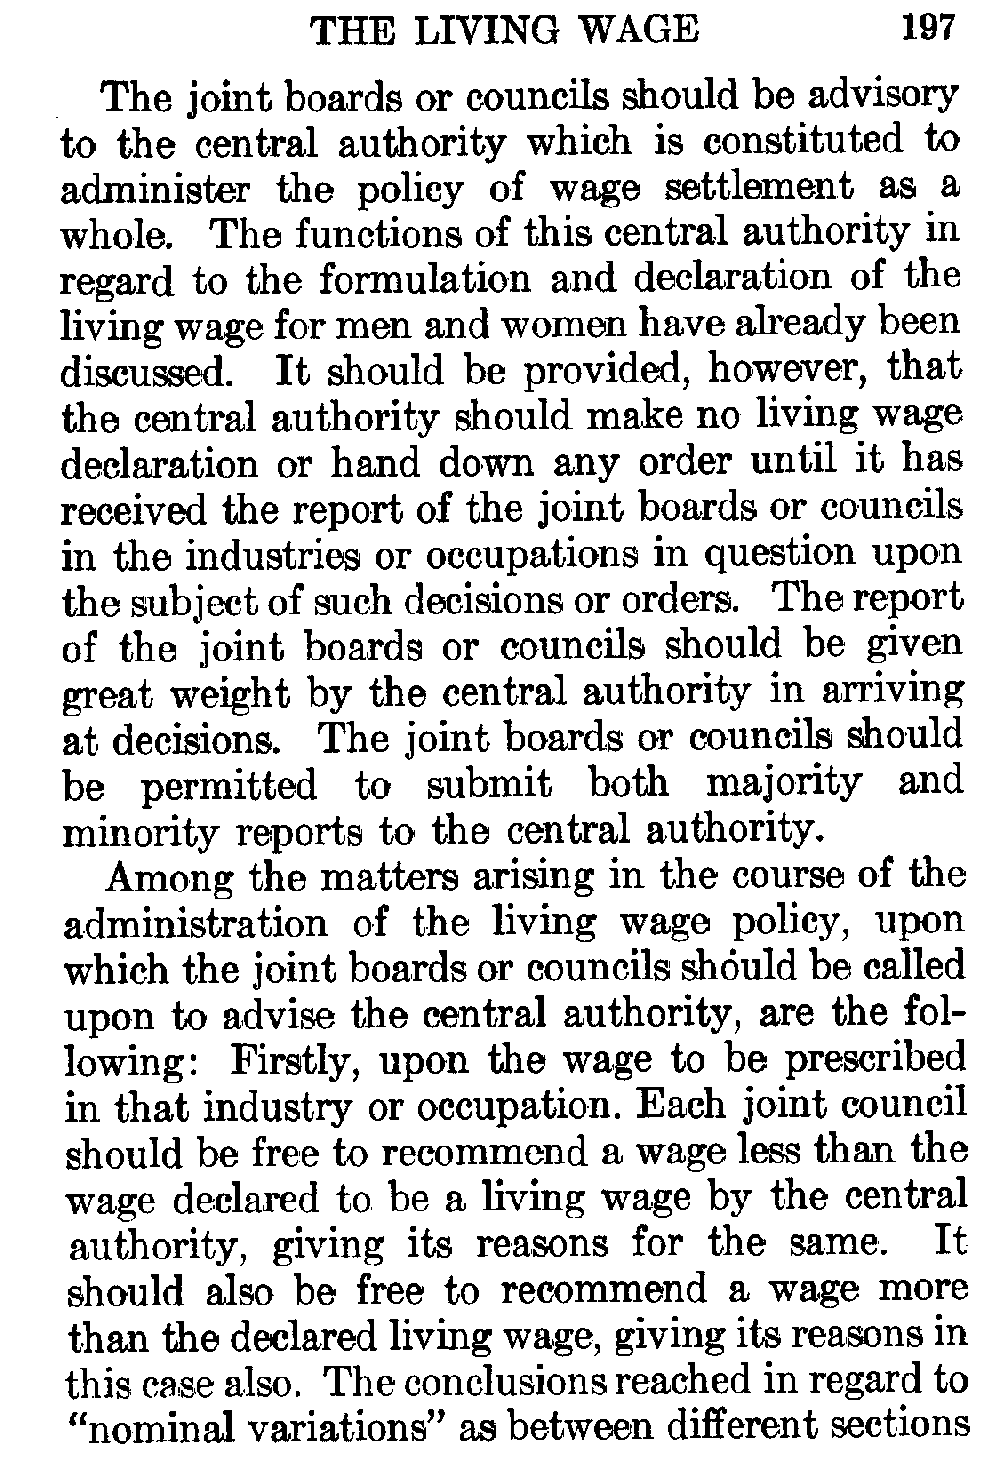 THE LIVING WAGE 197
The joint boards or councils should be advisory
to the central authority which is constituted to
administer the policy of wage settlement as a
whole. The functions of this central authority in
regard to the formulation and declaration of the
living wage for men and women have already been
discussed. It should be provided, however, that
the central authority should make no living wage
declaration or hand down any order until it has
received the report of the joint boards or councils
in the industries or occupations in question upon
the subject of such decisions or orders. The report
of the joint boards or councils should be given
great weight by the central authority in arriving
at decisions. The joint boards or councils should
be permitted to submit both majority and
minority reports to the central authority.
Among the matters arising in the course of the
administration of the living wage policy, upon
which the joint boards or councils should be called
upon to advise the central authority, are the fol-
lowing: Firstly, upon the wage to be prescribed
in that industry or occupation. Each joint council
should be free to recommend a wage less than the
wage declared to be a living wage by the central
authority, giving its reasons for the same. It
should also be free to recommend a wage more
than the declared living wage, giving its reasons in
this case also. The conclusions reached in regard to
“nominal variations” as between different sections